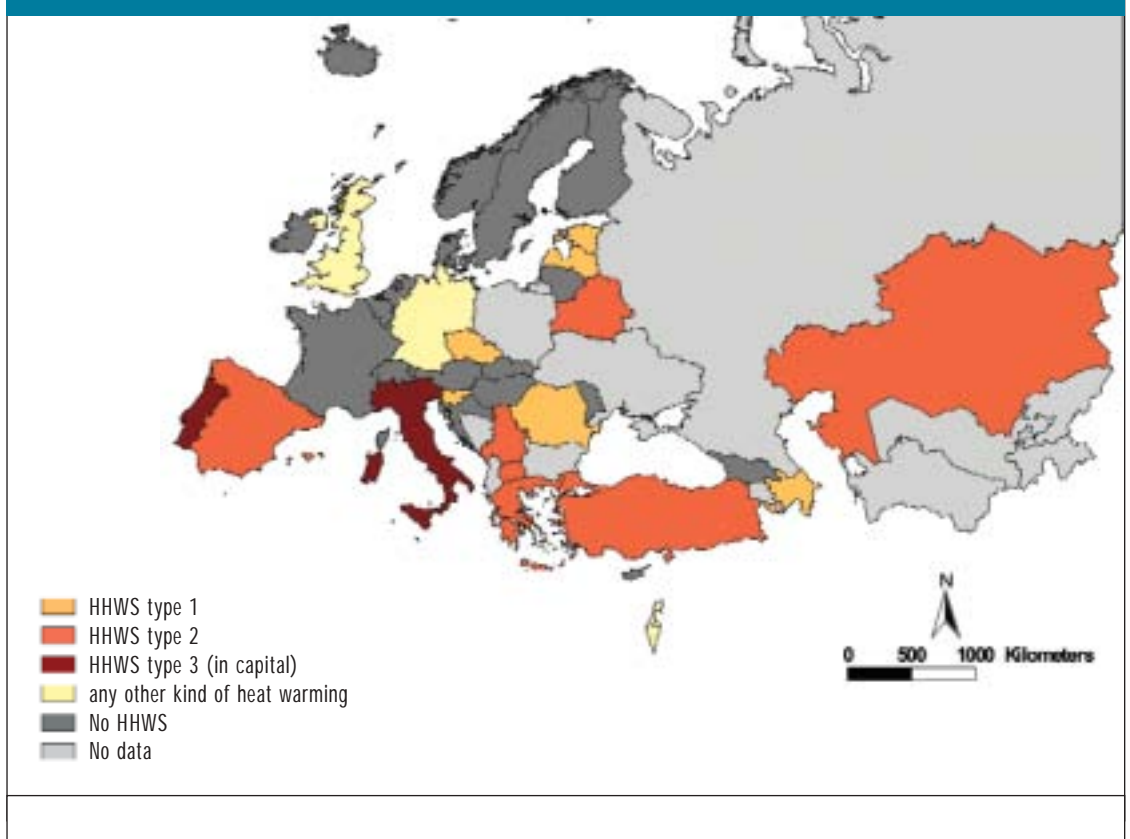 HHWS type 1
HHWS type 2
HHWS type 3 (in capital)
any other kind of heat warming
No HHWS
No data
N
0 500 1000 Kilometers